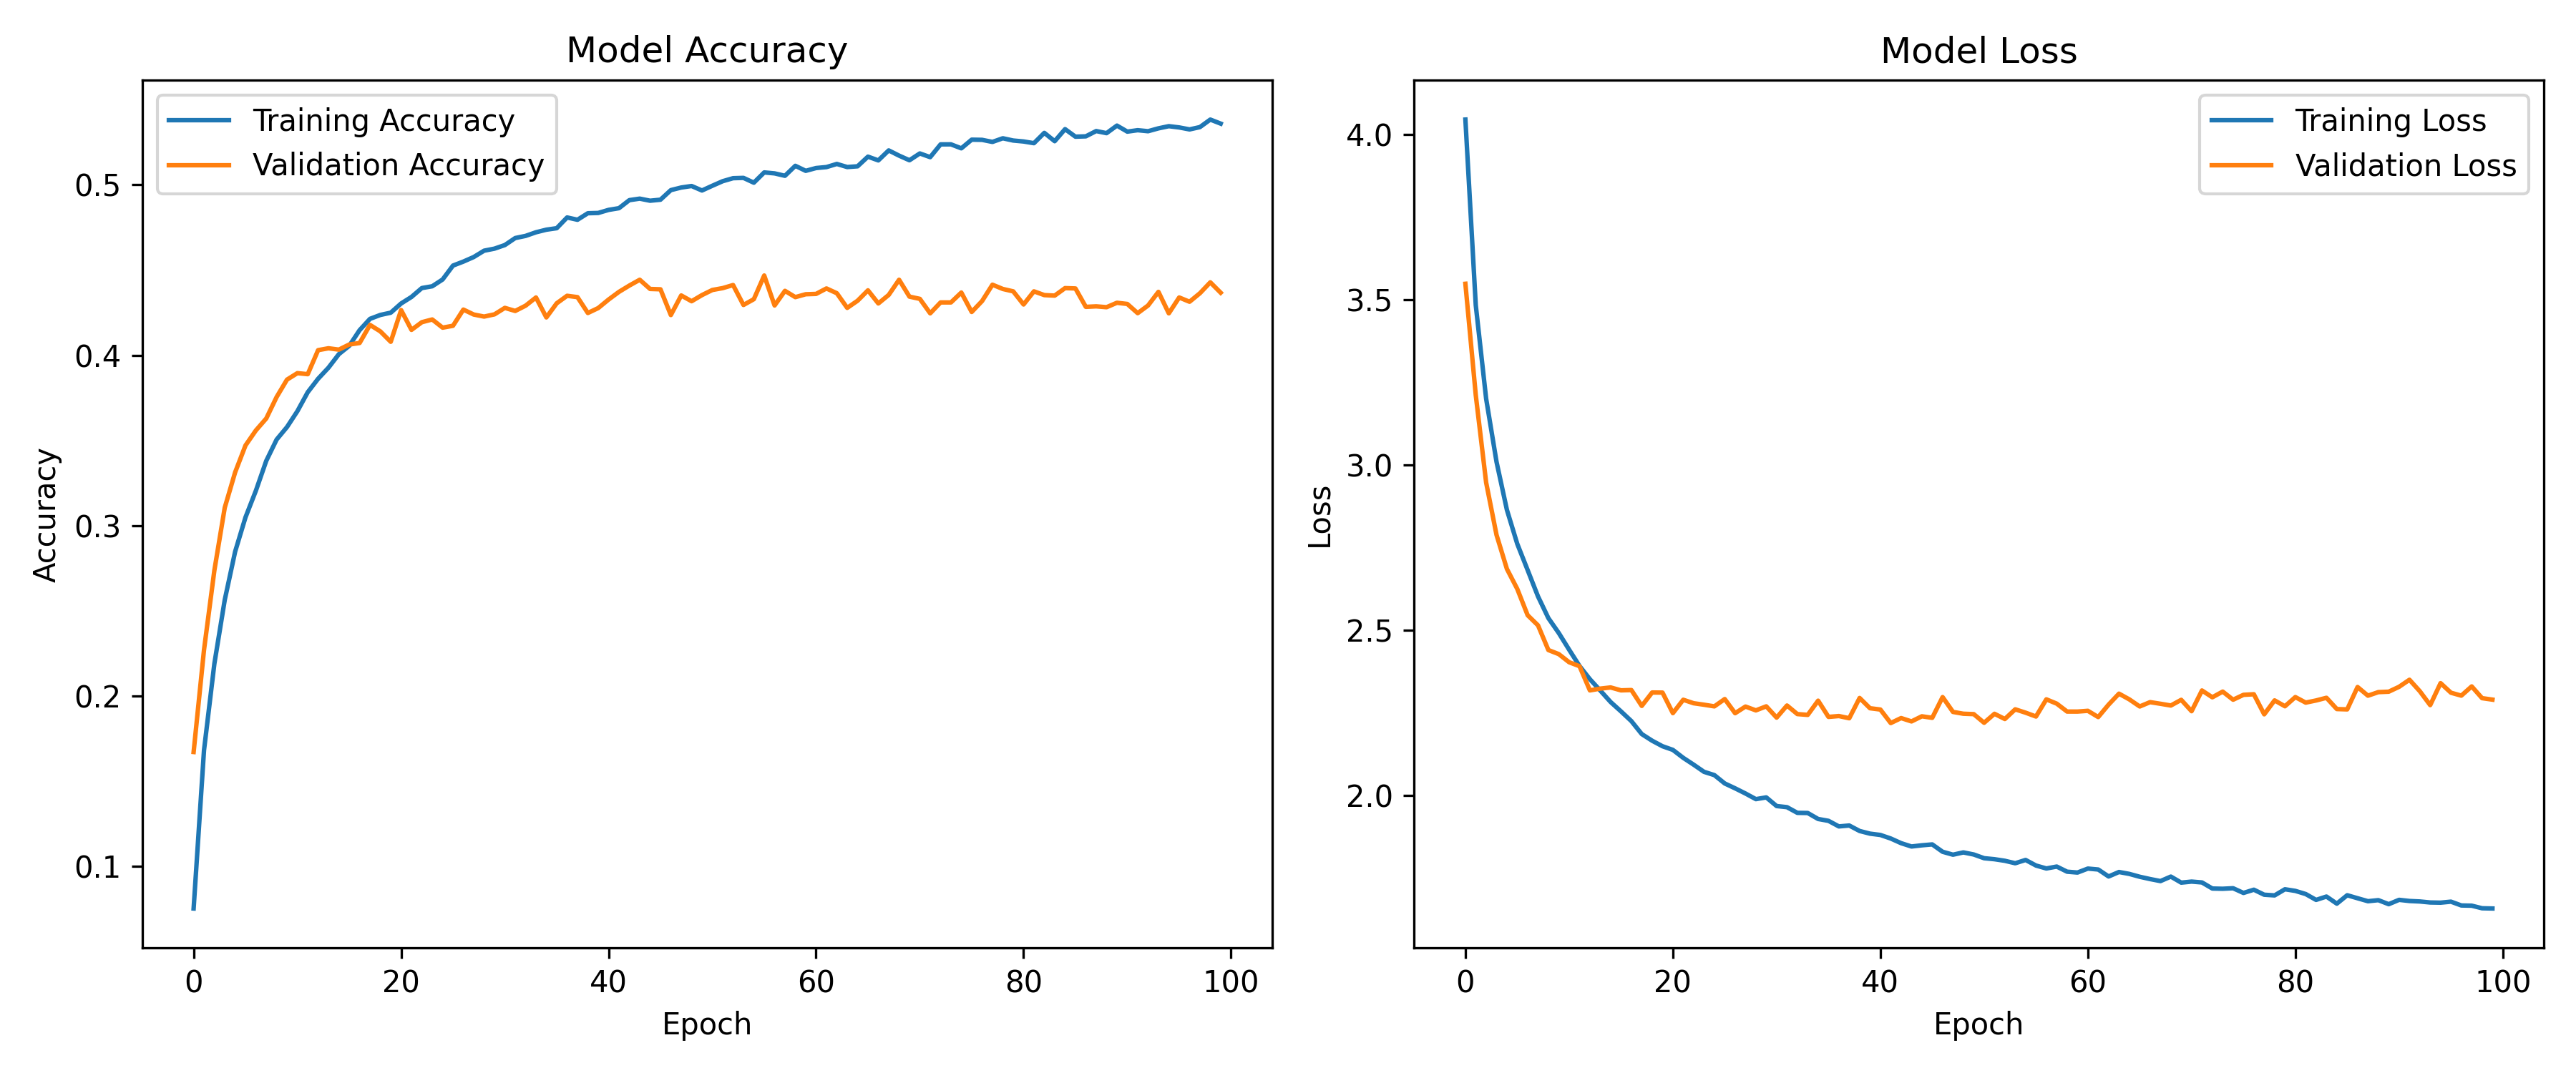 Model Accuracy
Training Accuracy
Validation Accuracy
0.5
0.4
0.3
0.2
0.1
Accuracy
0 20 40 60 80 100
Epoch
Model Loss
Training Loss
Validation Loss
4.0
3.5
3.0
2.5
2.0
Loss
0 20 40 60 80 100
Epoch